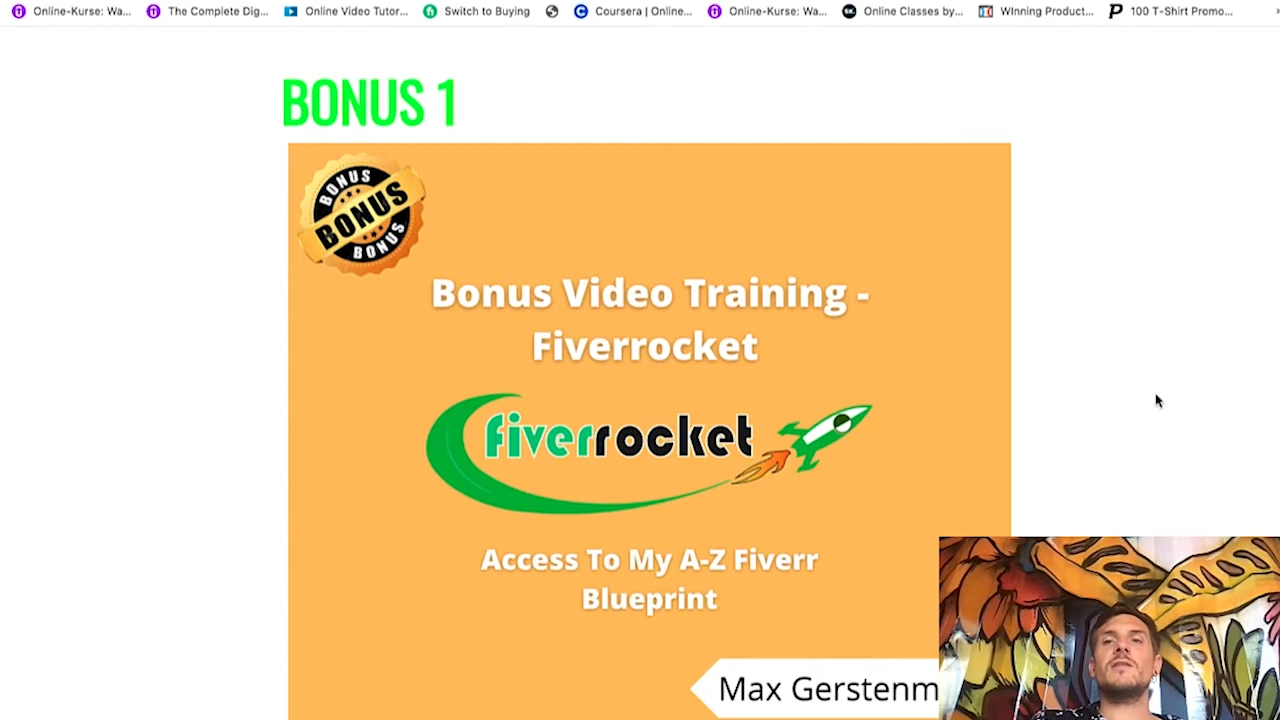 Online-Kurse: Wa...
The Complete Dig...
Online Video Tutor...
Switch to Buying
Coursera | Online...
Online-Kurse: Wa...
Online Classes by...
WInning Product...
100 T-Shirt Promo...
BONUS 1
BONUS
BONUS
BONUS
Bonus Video Training -
Fiverrocket
fiverrocket
Access To My A-Z Fiverr
Blueprint
Max Gerstenm